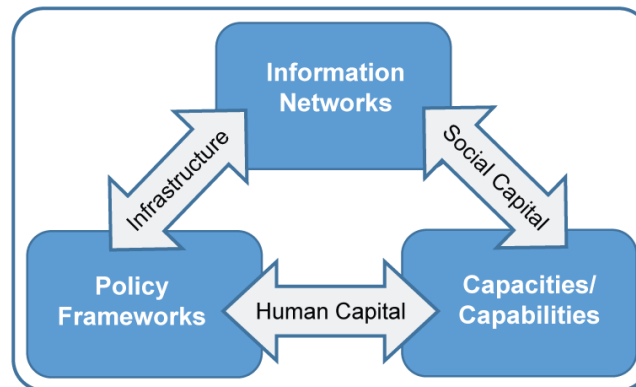 Information
Networks
Infrastructure
Social Capital
Policy
Frameworks
Human Capital
Capacities/
Capabilities